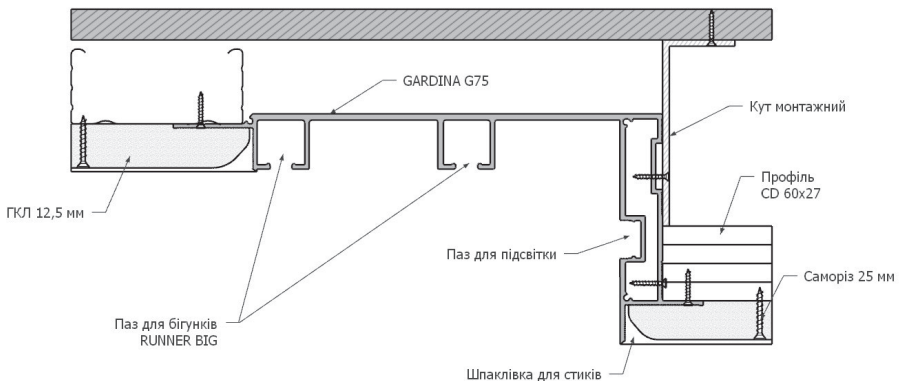 GARDINA G75
Кут монтажний
Профіль
CD 60x27
ГКЛ 12,5 мм
Паз для підсвітки
Саморіз 25 мм
Паз для бігунків
RUNNER BIG
Шпаклівка для стиків